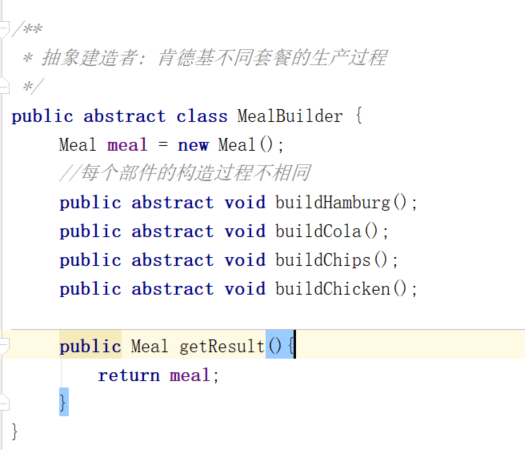 /**
 * 抽象建造者: 肯德基不同套餐的生产过程
 */
public abstract class MealBuilder {
    Meal meal = new Meal();
    //每个部件的构造过程不相同
    public abstract void buildHamburg();
    public abstract void buildCola();
    public abstract void buildChips();
    public abstract void buildChicken();

    public Meal getResult(){
        return meal;
    }
}